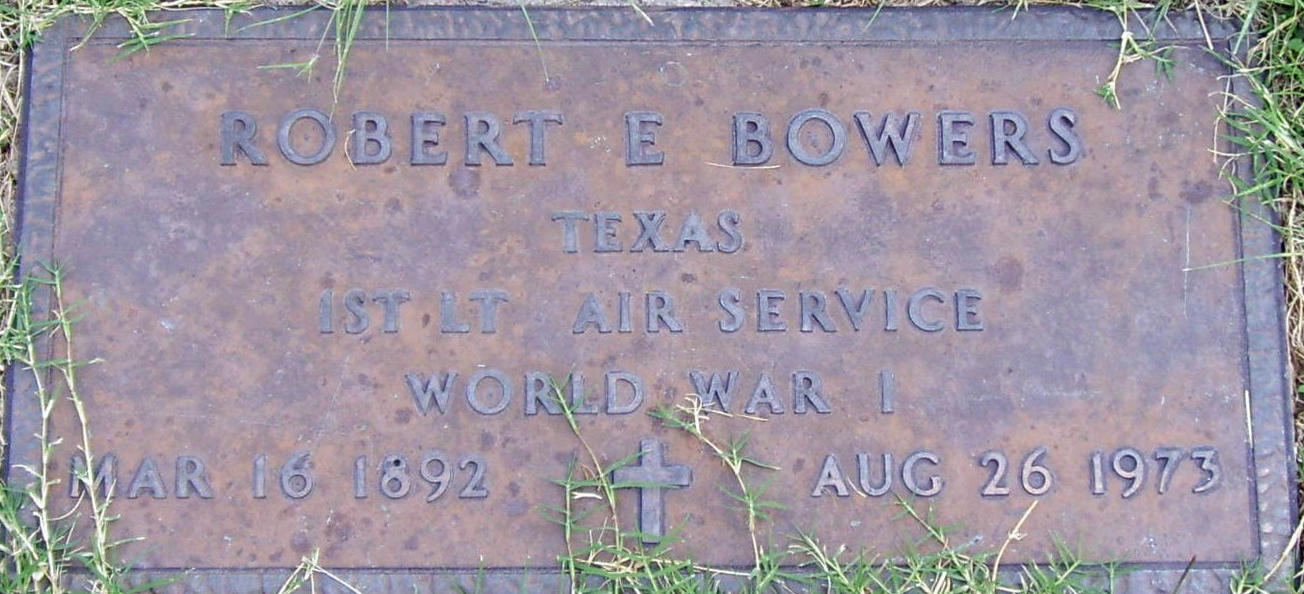 ROBERT E BOWERS
TEXAS
1ST LT AIR SERVICE
WORLD WAR I
MAR 16 1892 AUG 26 1973